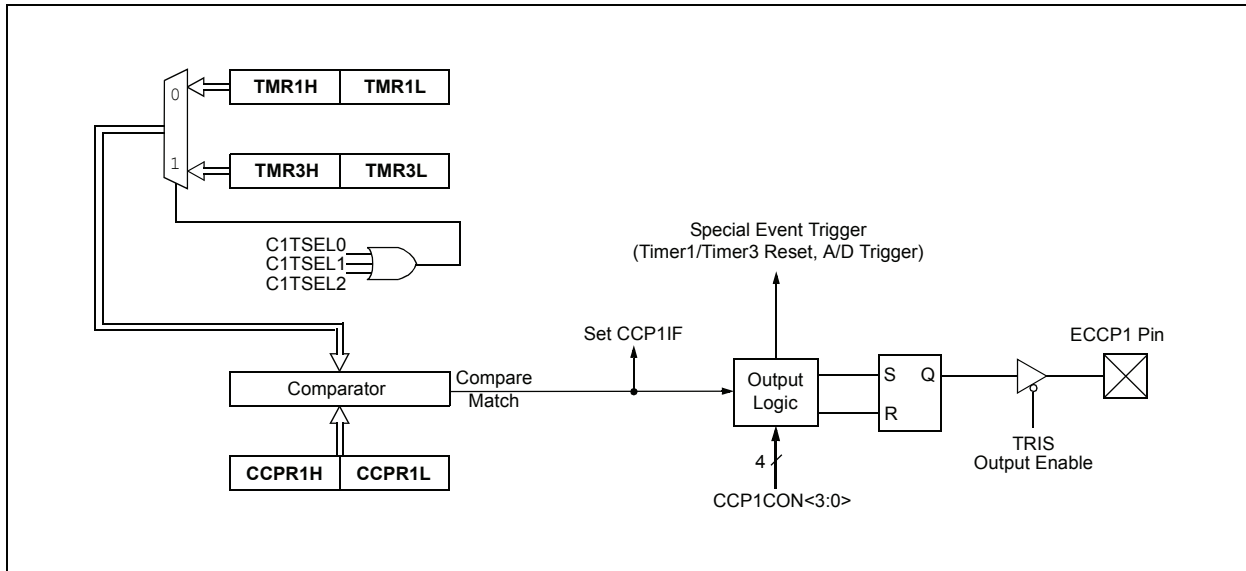 0
TMR1H TMR1L
1
TMR3H TMR3L
C1TSEL0
C1TSEL1
C1TSEL2
Special Event Trigger
(Timer1/Timer3 Reset, A/D Trigger)
Set CCP1IF
ECCP1 Pin
Comparator
Compare
Match
Output
Logic
S Q
R
TRIS
Output Enable
CCPR1H CCPR1L
4
CCP1CON<3:0>